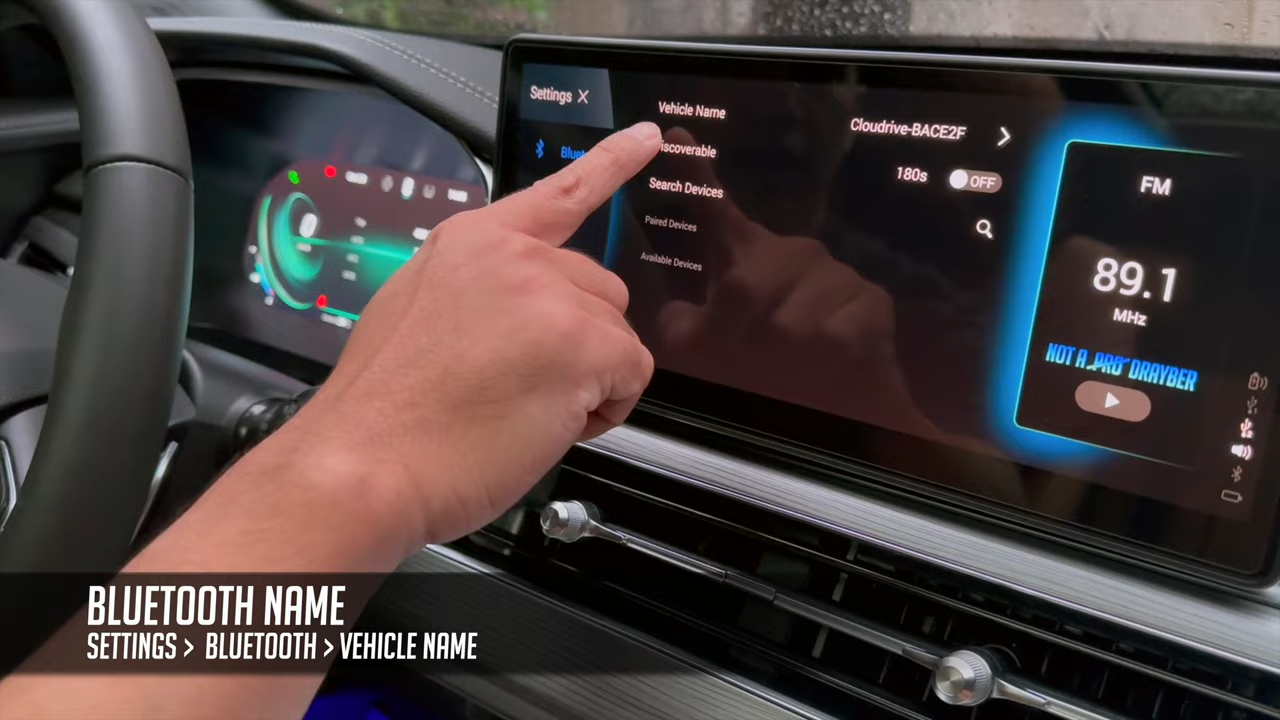 Settings X
Vehicle Name
Cloudrive-BACE2F
iscoverable
180s
OFF
Search Devices
Paired Devices
Available Devices
FM
89.1
MHz
NOT A PRO DRAYBER
BLUETOOTH NAME
SETTINGS > BLUETOOTH > VEHICLE NAME